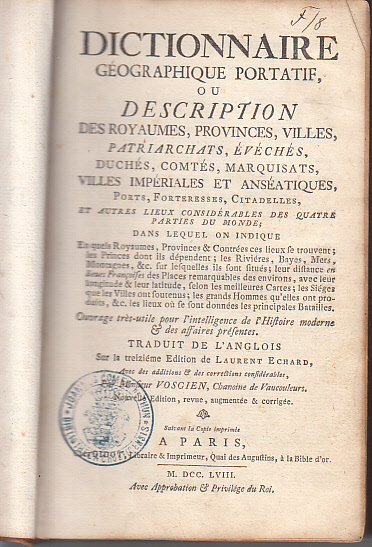 F/8
DICTIONNAIRE
GÉOGRAPHIQUE PORTATIF,
OU
DESCRIPTION
DES ROYAUMES, PROVINCES, VILLES,
PATRIARCHATS, ÉVÉCHÉS,
DUCHÉS, COMTÉS, MARQUISATS,
VILLES IMPÉRIALES ET ANSÉATIQUES,
PORTS, FORTERESSES, CITADELLES,
ET AUTRES LIEUX CONSIDÉRABLES DES QUATRE
PARTIES DU MONDE;
DANS LEQUEL ON INDIQUE
En quels Royaumes, Provinces & Contrées ces lieux se trouvent;
les Princes dont ils dépendent; les Riviéres, Bayes, Mers,
Montagnes, &c. sur lesquelles ils sont situés; leur distance en
lieues Françoises des Places remarquables des environs, avec leur
longitude & leur latitude, selon les meilleures Cartes; les Siéges
que les Villes ont soutenus; les grands Hommes qu'elles ont pro-
duits, &c. les lieux où se sont données les principales Batailles.
Ouvrage très-utile pour l'intelligence de l'Histoire moderne
& des affaires présentes.
TRADUIT DE L'ANGLOIS
Sur la treiziéme Edition de LAURENT ECHARD,
Avec des additions & des corrections considérables,
Par Monsieur VOSGIEN, Chanoine de Vaucouleurs.
Nouvelle Edition, revue, augmentée & corrigée.
Suivant la Copie imprimée
A PARIS,
Libraire & Imprimeur, Quai des Augustins, à la Bible d'or.
M. DCC. LVIII.
Avec Approbation & Privilége du Roi.